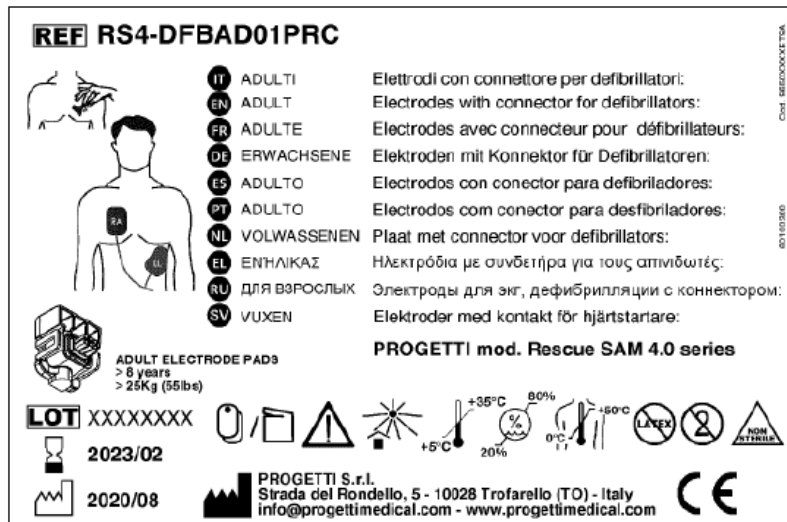 REF RS4-DFBAD01PRC
IT ADULTI Elettrodi con connettore per defibrillatori:
EN ADULT Electrodes with connector for defibrillators:
FR ADULTE Electrodes avec connecteur pour défibrillateurs:
DE ERWACHSENE Elektroden mit Konnektor für Defibrillatoren:
ES ADULTO Electrodos con conector para defibriladores:
PT ADULTO Electrodos com conector para desfibriladores:
NL VOLWASSENEN Plaat met connector voor defibrillators:
EL ΕΝΉΛΙΚΑΣ Ηλεκτρόδια με συνδετήρα για τους απινιδωτές:
RU ДЛЯ ВЗРОСЛЫХ Электроды для экг, дефибрилляции с коннектором:
SV VUXEN Elektroder med kontakt för hjärtstartare:
PROGETTI mod. Rescue SAM 4.0 series
RA
LL
ADULT ELECTRODE PADS
> 8 years
> 25Kg (55lbs)
LOT XXXXXXXX
+5°C +35°C
20% 80%
0°C +50°C
LATEX
2
NON STERILE
2023/02
2020/08
PROGETTI S.r.l.
Strada del Rondello, 5 - 10028 Trofarello (TO) - Italy
info@progettimedical.com - www.progettimedical.com
CE